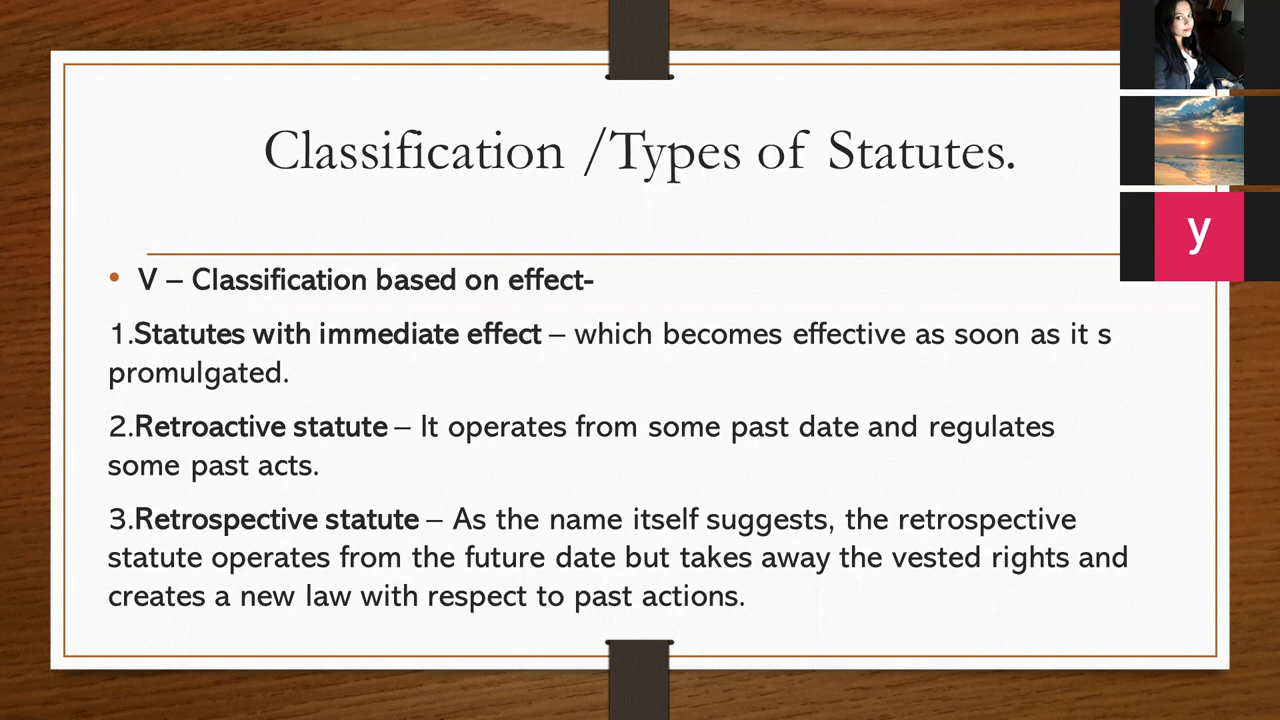 Classification /Types of Statutes.
y
• V – Classification based on effect-
1.Statutes with immediate effect – which becomes effective as soon as it s
promulgated.
2.Retroactive statute – It operates from some past date and regulates
some past acts.
3.Retrospective statute – As the name itself suggests, the retrospective
statute operates from the future date but takes away the vested rights and
creates a new law with respect to past actions.